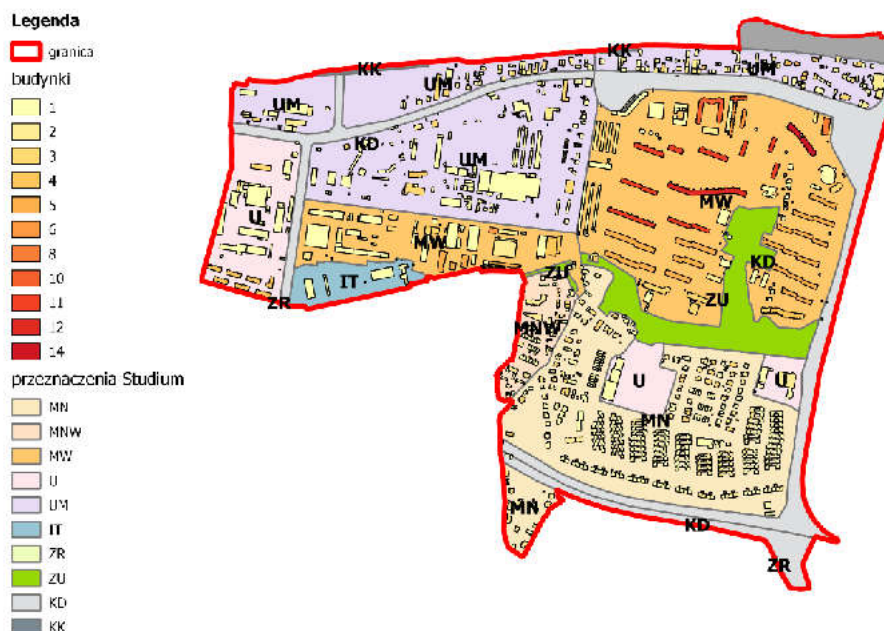 Legenda
granica
budynki
1
2
3
4
5
6
8
10
11
12
14
przeznaczenia Studium
MN
MNW
MW
U
UM
IT
ZR
ZU
KD
KK
KK
KK
UM
UM
UM
KD
UM
MW
U
MW
KD
ZU
IT
ZU
ZR
MNW
U
U
MN
MN
KD
ZR